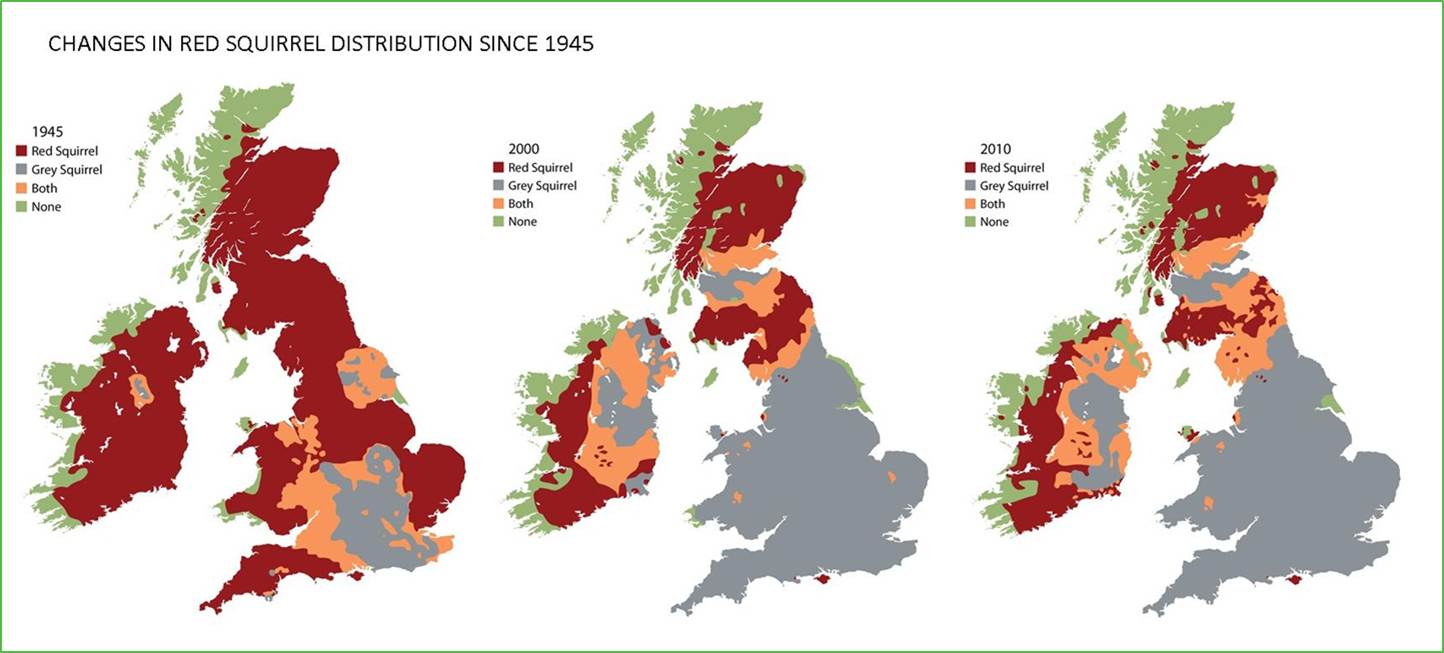 CHANGES IN RED SQUIRREL DISTRIBUTION SINCE 1945
1945
Red Squirrel
Grey Squirrel
Both
None
2000
Red Squirrel
Grey Squirrel
Both
None
2010
Red Squirrel
Grey Squirrel
Both
None